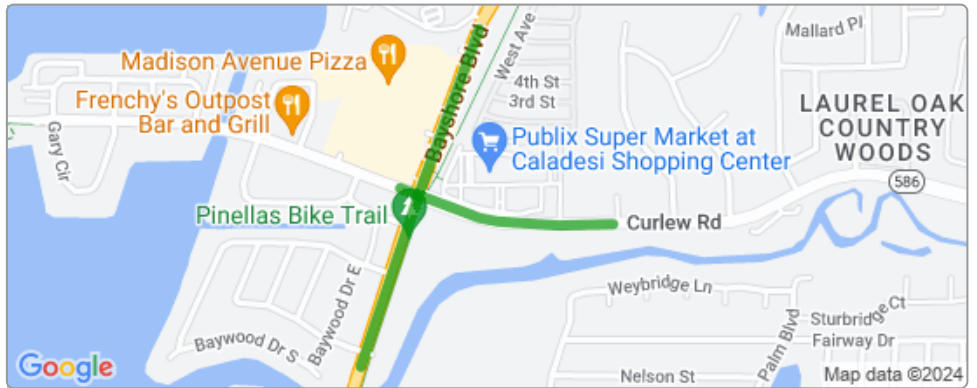 Mallard Pl
Madison Avenue Pizza
Bayshore Blvd
West Ave
4th St
3rd St
Frenchy's Outpost
Bar and Grill
Gary Cir
Publix Super Market at
Caladesi Shopping Center
LAUREL OAK
COUNTRY
WOODS
586
Pinellas Bike Trail
Curlew Rd
Baywood Dr E
Weybridge Ln
Baywood Dr S
Palm Blvd
Sturbridge Ct
Fairway Dr
Nelson St
Google
Map data ©2024